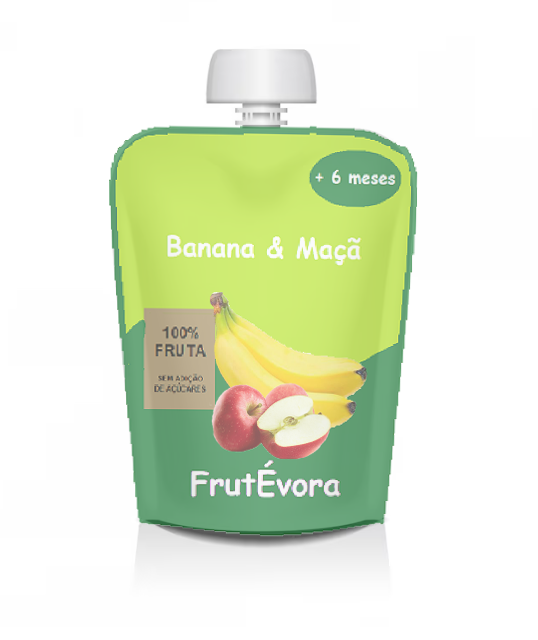 + 6 meses
Banana & Maçã
100%
FRUTA
SEM ADIÇÃO
DE AÇÚCARES
FrutÉvora